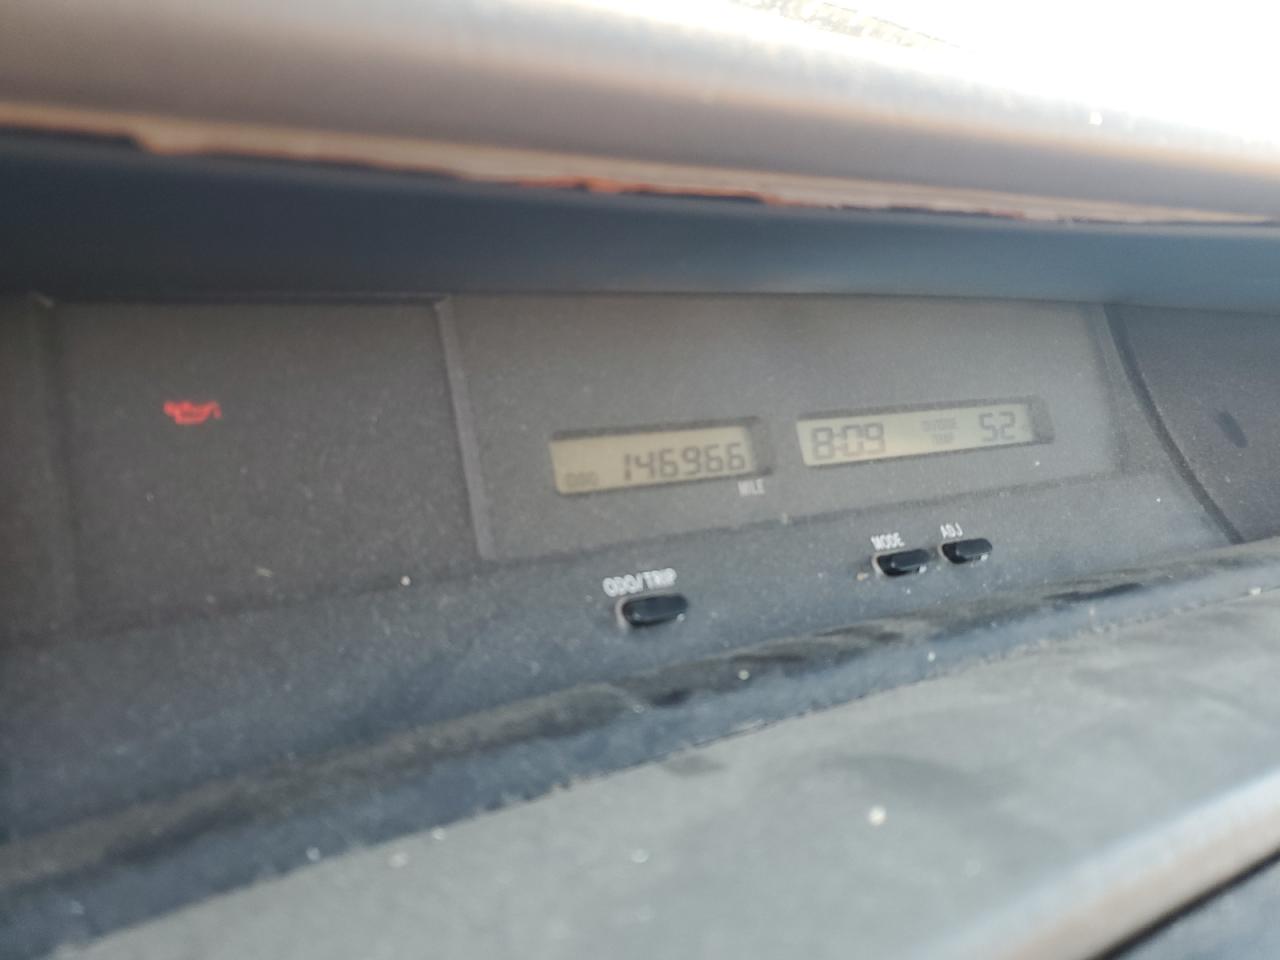 ODO 146966
MILE
8:09 OUTSIDE TEMP 52
MODE ADJ
ODO/TRIP